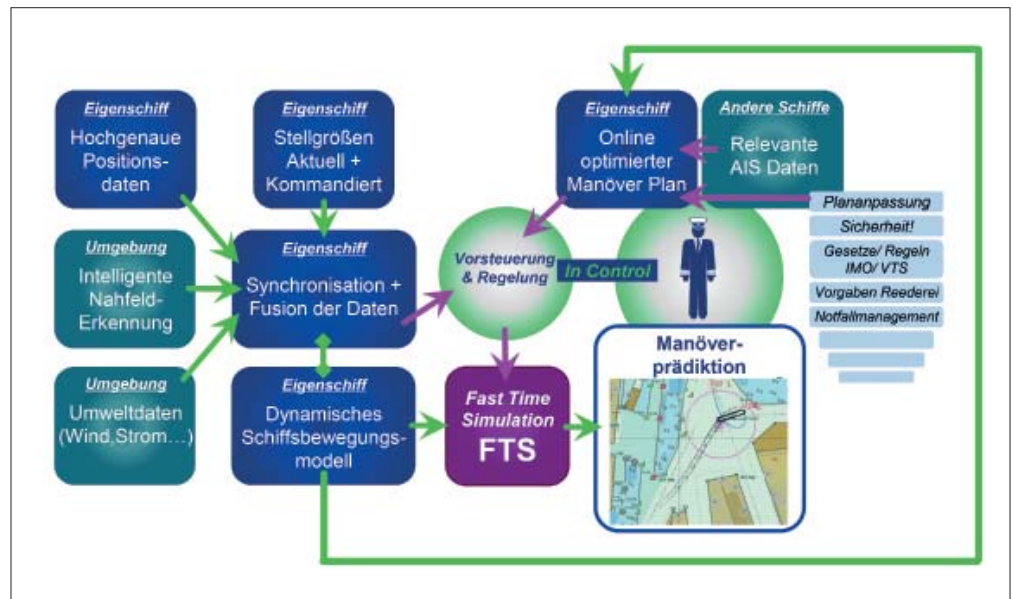 Eigenschiff
Hochgenaue
Positions-
daten
Eigenschiff
Stellgrößen
Aktuell +
Kommandiert
Eigenschiff
Online
optimierter
Manöver Plan
Andere Schiffe
Relevante
AIS Daten
Plananpassung
Sicherheit!
Gesetze/ Regeln
IMO/ VTS
Vorgaben Reederei
Notfallmanagement
Umgebung
Intelligente
Nahfeld-
Erkennung
Eigenschiff
Synchronisation +
Fusion der Daten
Vorsteuerung
& Regelung
In Control
Umgebung
Umweltdaten
(Wind,Strom...)
Eigenschiff
Dynamisches
Schiffsbewegungs-
modell
Fast Time
Simulation
FTS
Manöver-
prädiktion